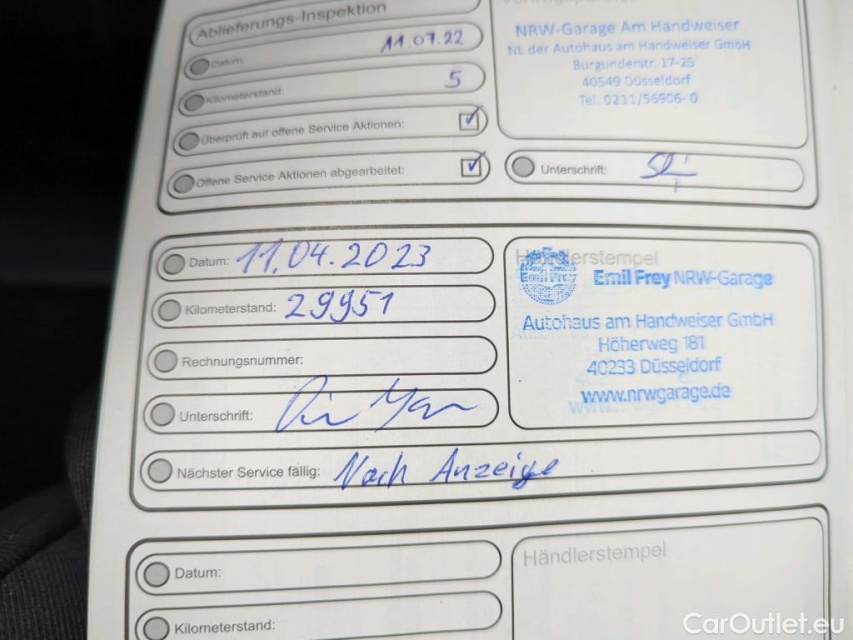 Ablieferungs-Inspektion
Datum: 11.07.22
Kilometerstand: 5
Überprüft auf offene Service Aktionen:
Offene Service Aktionen abgearbeitet:
NRW-Garage Am Handweiser
NL der Autohaus am Handweiser GmbH
Burgunderstr. 17-25
40549 Düsseldorf
Tel. 0211/56906-0
Unterschrift:
Datum: 11.04.2023
Kilometerstand: 29951
Rechnungsnummer:
Unterschrift:
Nächster Service fällig: Nach Anzeige
Händlerstempel
Emil Frey
Emil Frey NRW-Garage
Autohaus am Handweiser GmbH
Höherweg 181
40233 Düsseldorf
www.nrwgarage.de
Datum:
Kilometerstand:
Händlerstempel
CarOutlet.eu